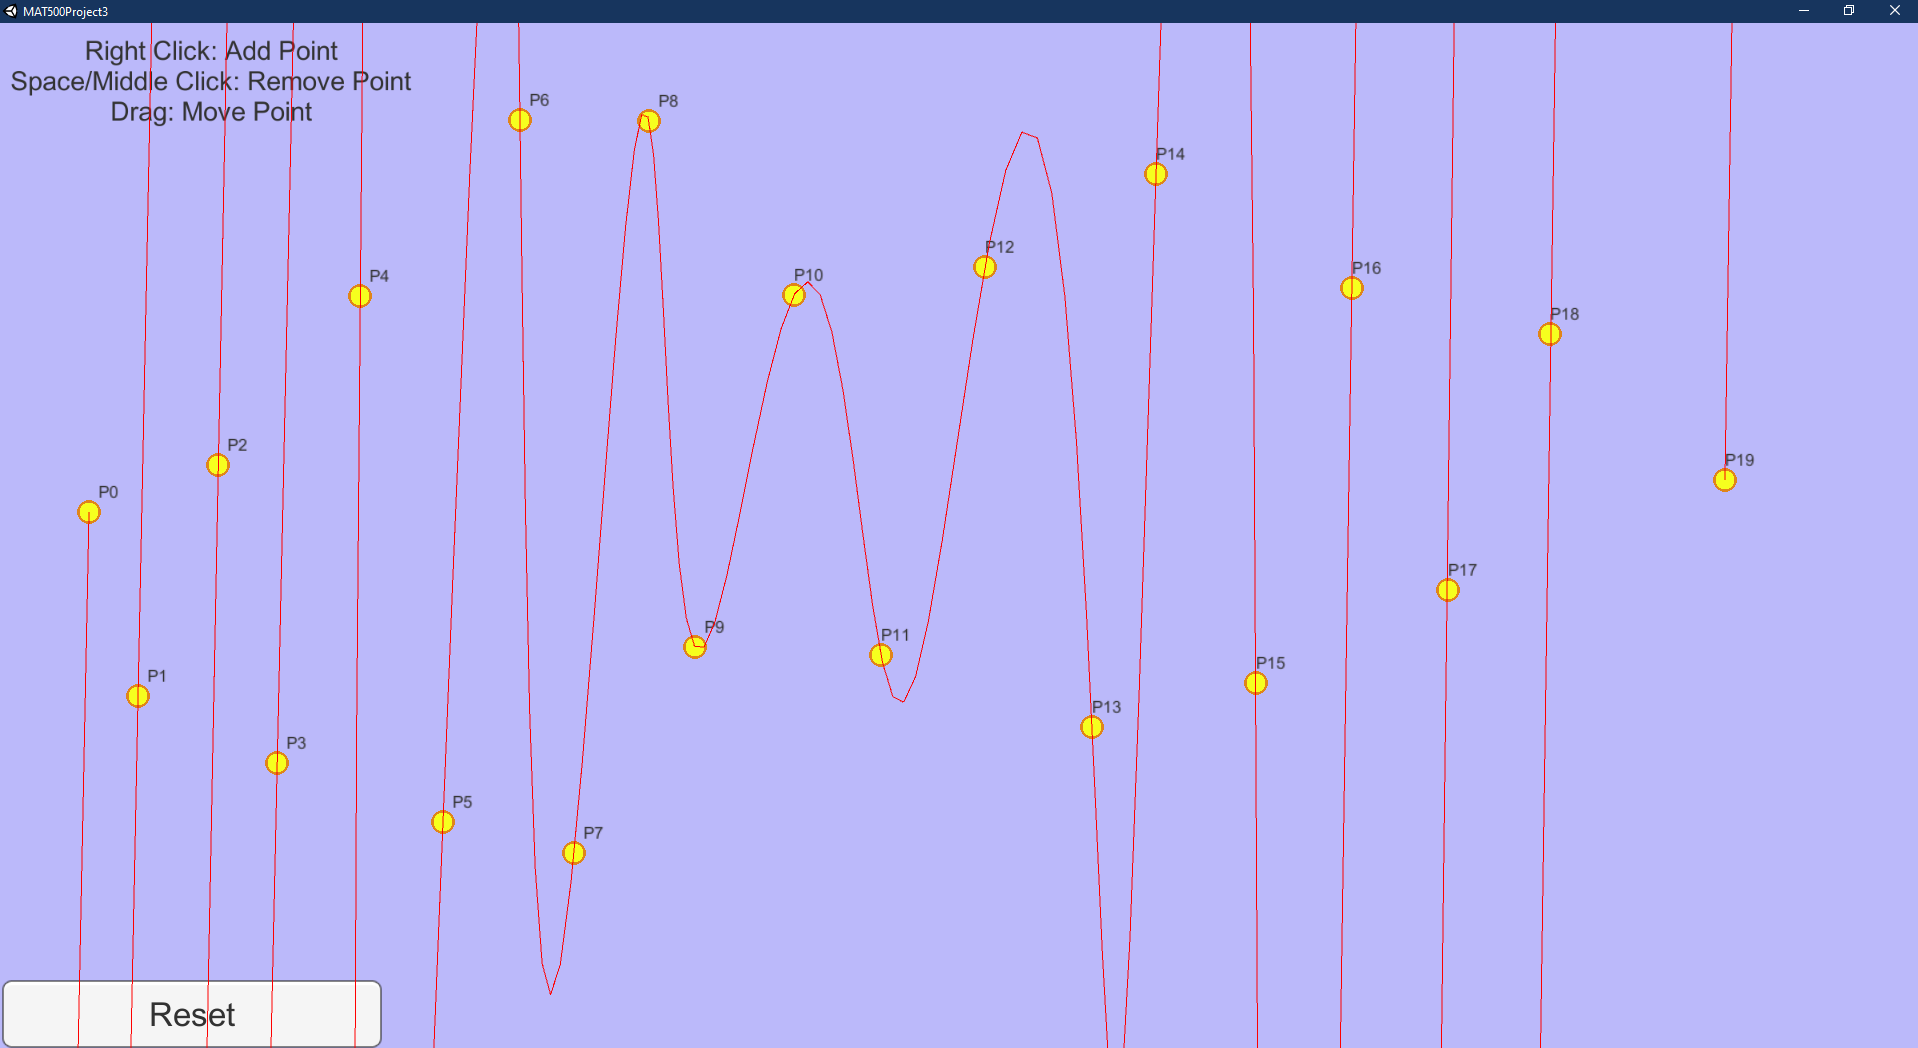 MAT500Project3
Right Click: Add Point
Space/Middle Click: Remove Point
Drag: Move Point
P6
P8
P14
P12
P4
P10
P16
P18
P2
P19
P0
P17
P9
P11
P15
P1
P13
P3
P5
P7
Reset